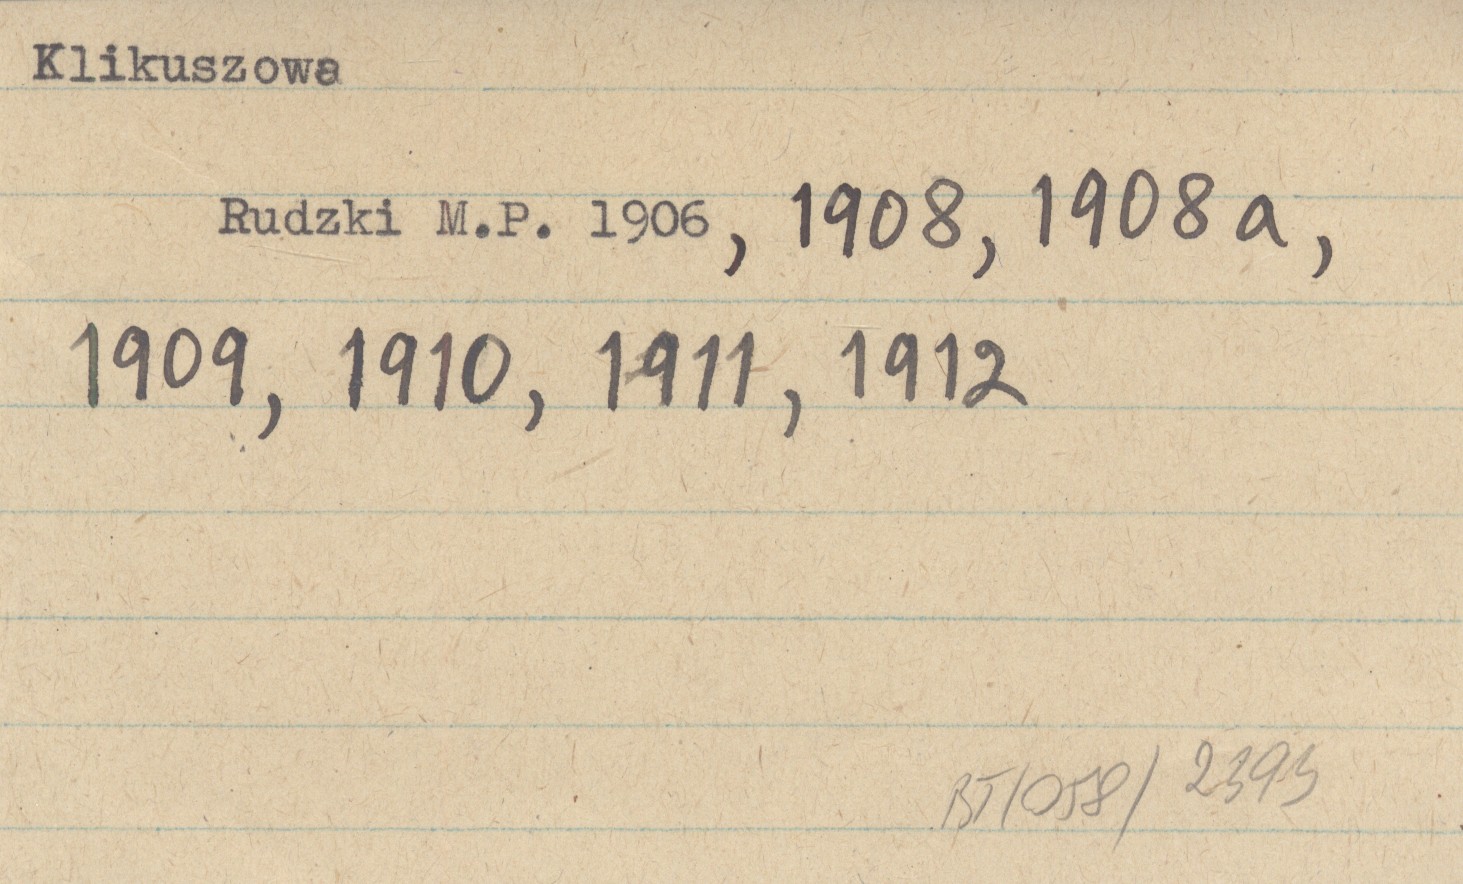 Klikuszowa
Rudzki M.P. 1906, 1908, 1908a,
1909, 1910, 1911, 1912
BT/058/2393